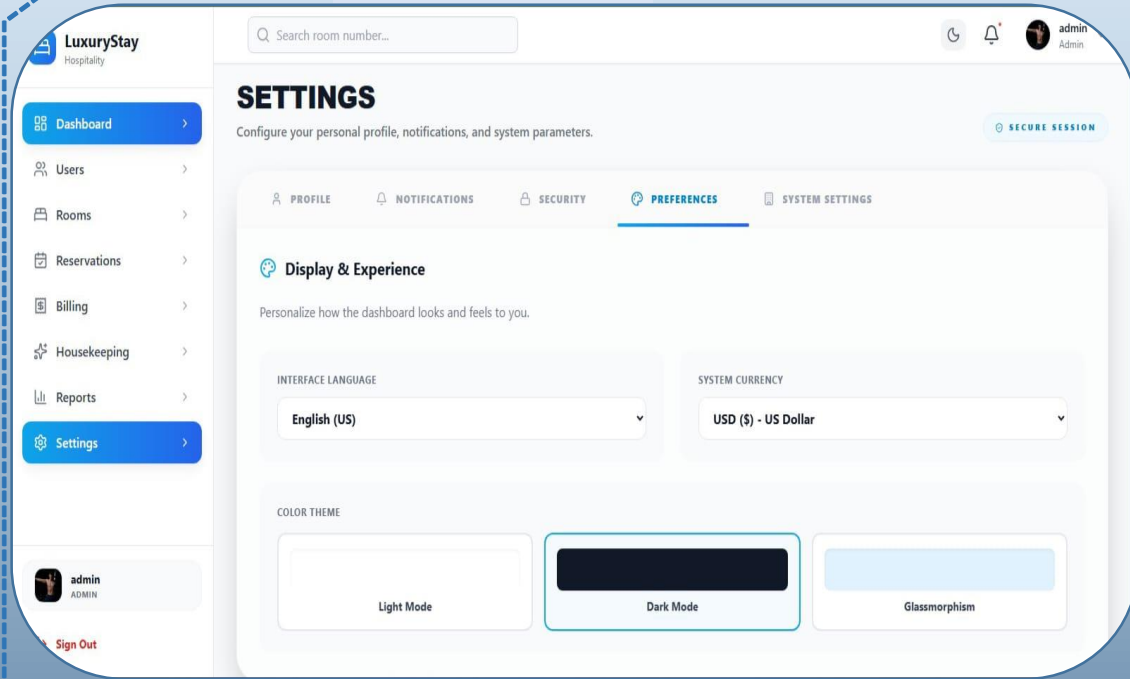 LuxuryStay
Hospitality
Search room number...
admin
Admin
Dashboard
Users
Rooms
Reservations
Billing
Housekeeping
Reports
Settings
admin
ADMIN
Sign Out
SETTINGS
Configure your personal profile, notifications, and system parameters.
SECURE SESSION
PROFILE
NOTIFICATIONS
SECURITY
PREFERENCES
SYSTEM SETTINGS
Display & Experience
Personalize how the dashboard looks and feels to you.
INTERFACE LANGUAGE
English (US)
SYSTEM CURRENCY
USD ($) - US Dollar
COLOR THEME
Light Mode
Dark Mode
Glassmorphism